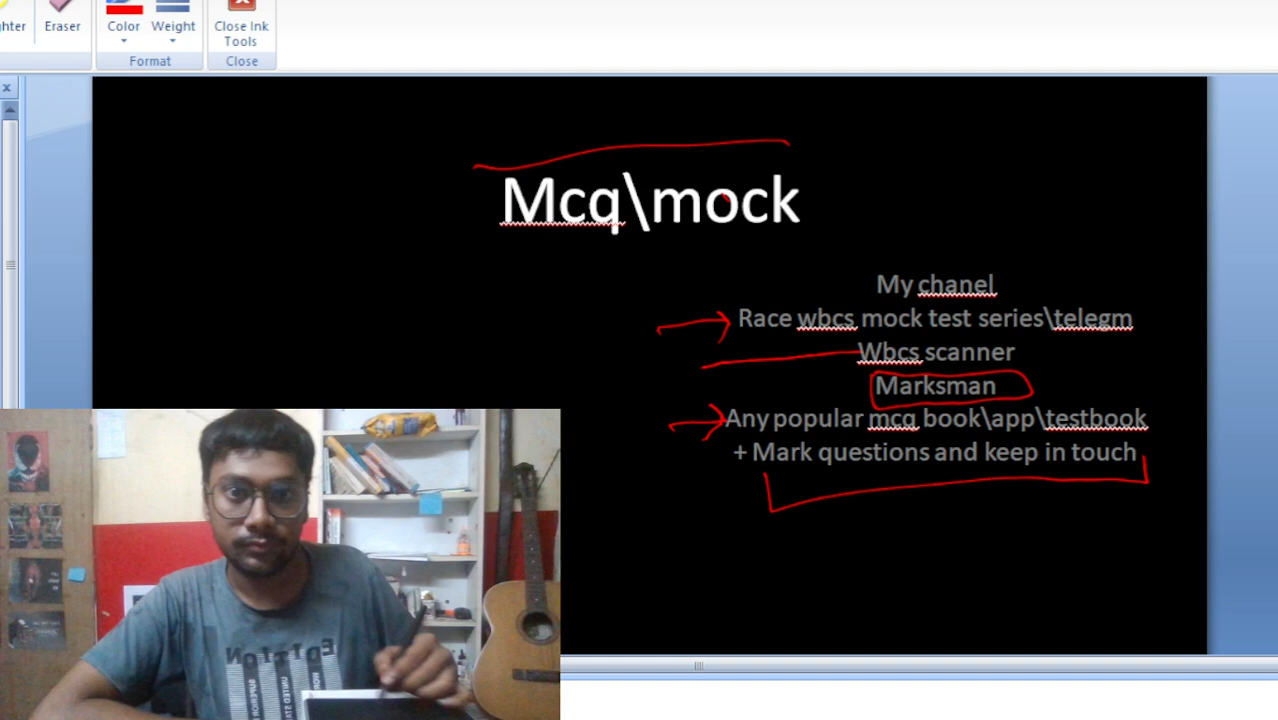 Eraser
Color
Weight
Close Ink
Tools
Format
Close
Mcq\mock
My chanel
Race wbcs mock test series\telegm
Wbcs scanner
Marksman
Any popular mcq book\app\testbook
+ Mark questions and keep in touch
EDITION